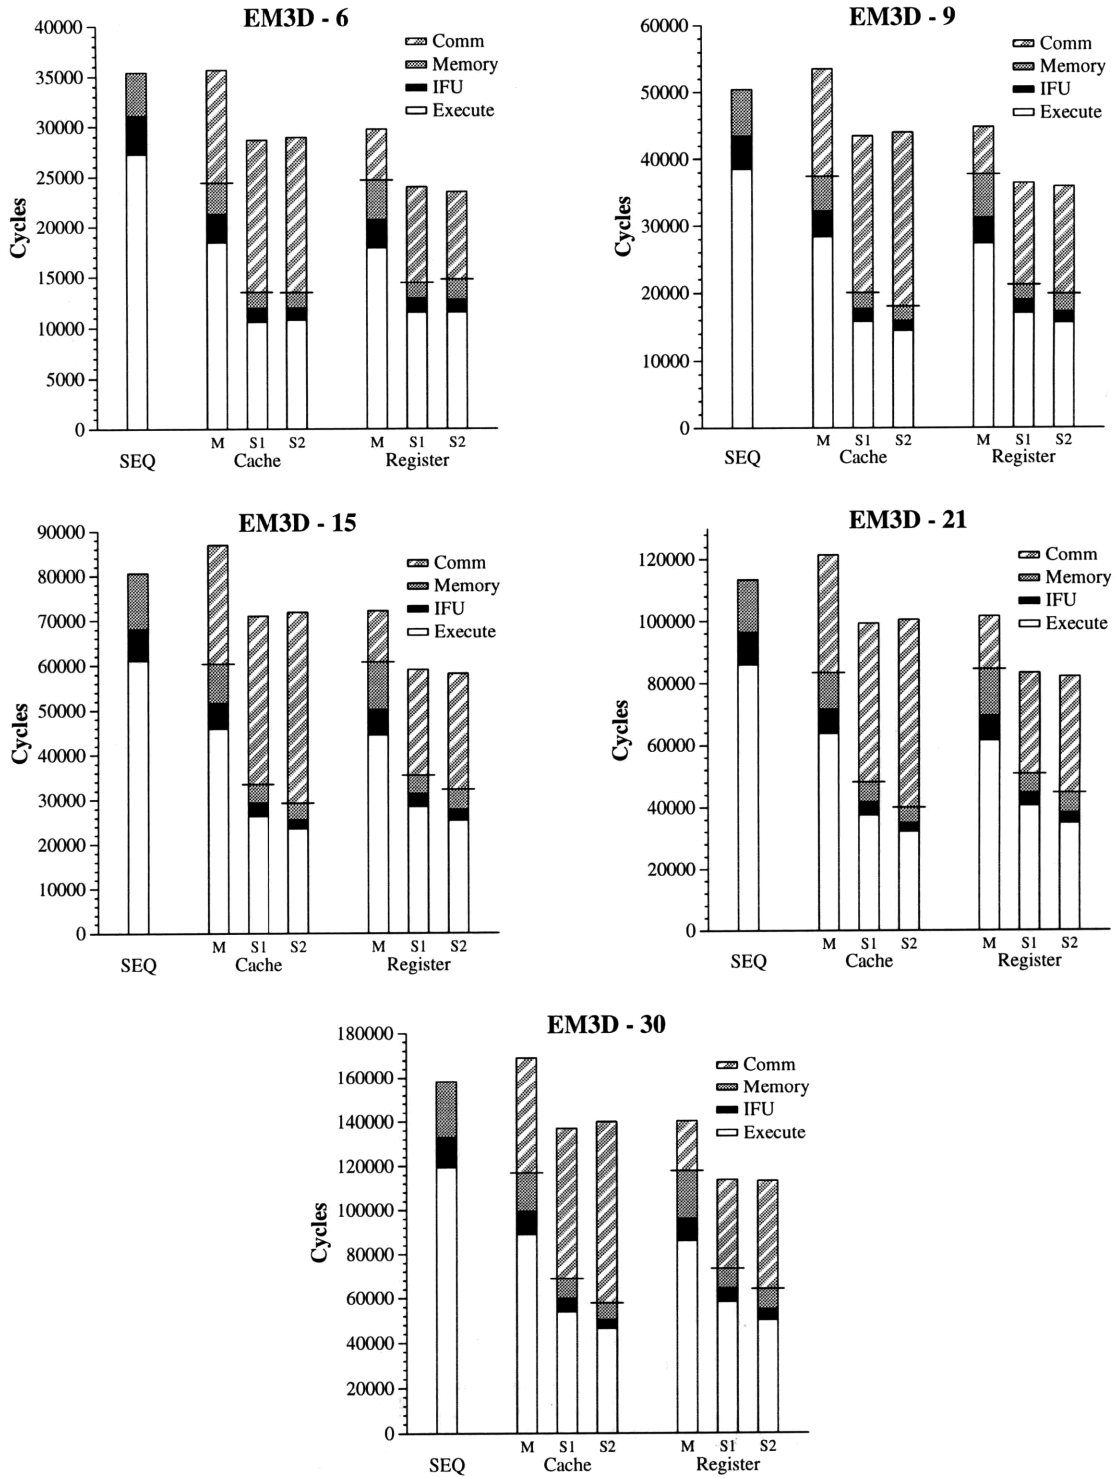 EM3D - 6
40000
35000
30000
25000
20000
15000
10000
5000
0
Cycles
Comm
Memory
IFU
Execute
M S1 S2 M S1 S2
SEQ Cache Register
EM3D - 9
60000
50000
40000
30000
20000
10000
0
Cycles
Comm
Memory
IFU
Execute
M S1 S2 M S1 S2
SEQ Cache Register
EM3D - 15
90000
80000
70000
60000
50000
40000
30000
20000
10000
0
Cycles
Comm
Memory
IFU
Execute
M S1 S2 M S1 S2
SEQ Cache Register
EM3D - 21
120000
100000
80000
60000
40000
20000
0
Cycles
Comm
Memory
IFU
Execute
M S1 S2 M S1 S2
SEQ Cache Register
EM3D - 30
180000
160000
140000
120000
100000
80000
60000
40000
20000
0
Cycles
Comm
Memory
IFU
Execute
M S1 S2 M S1 S2
SEQ Cache Register